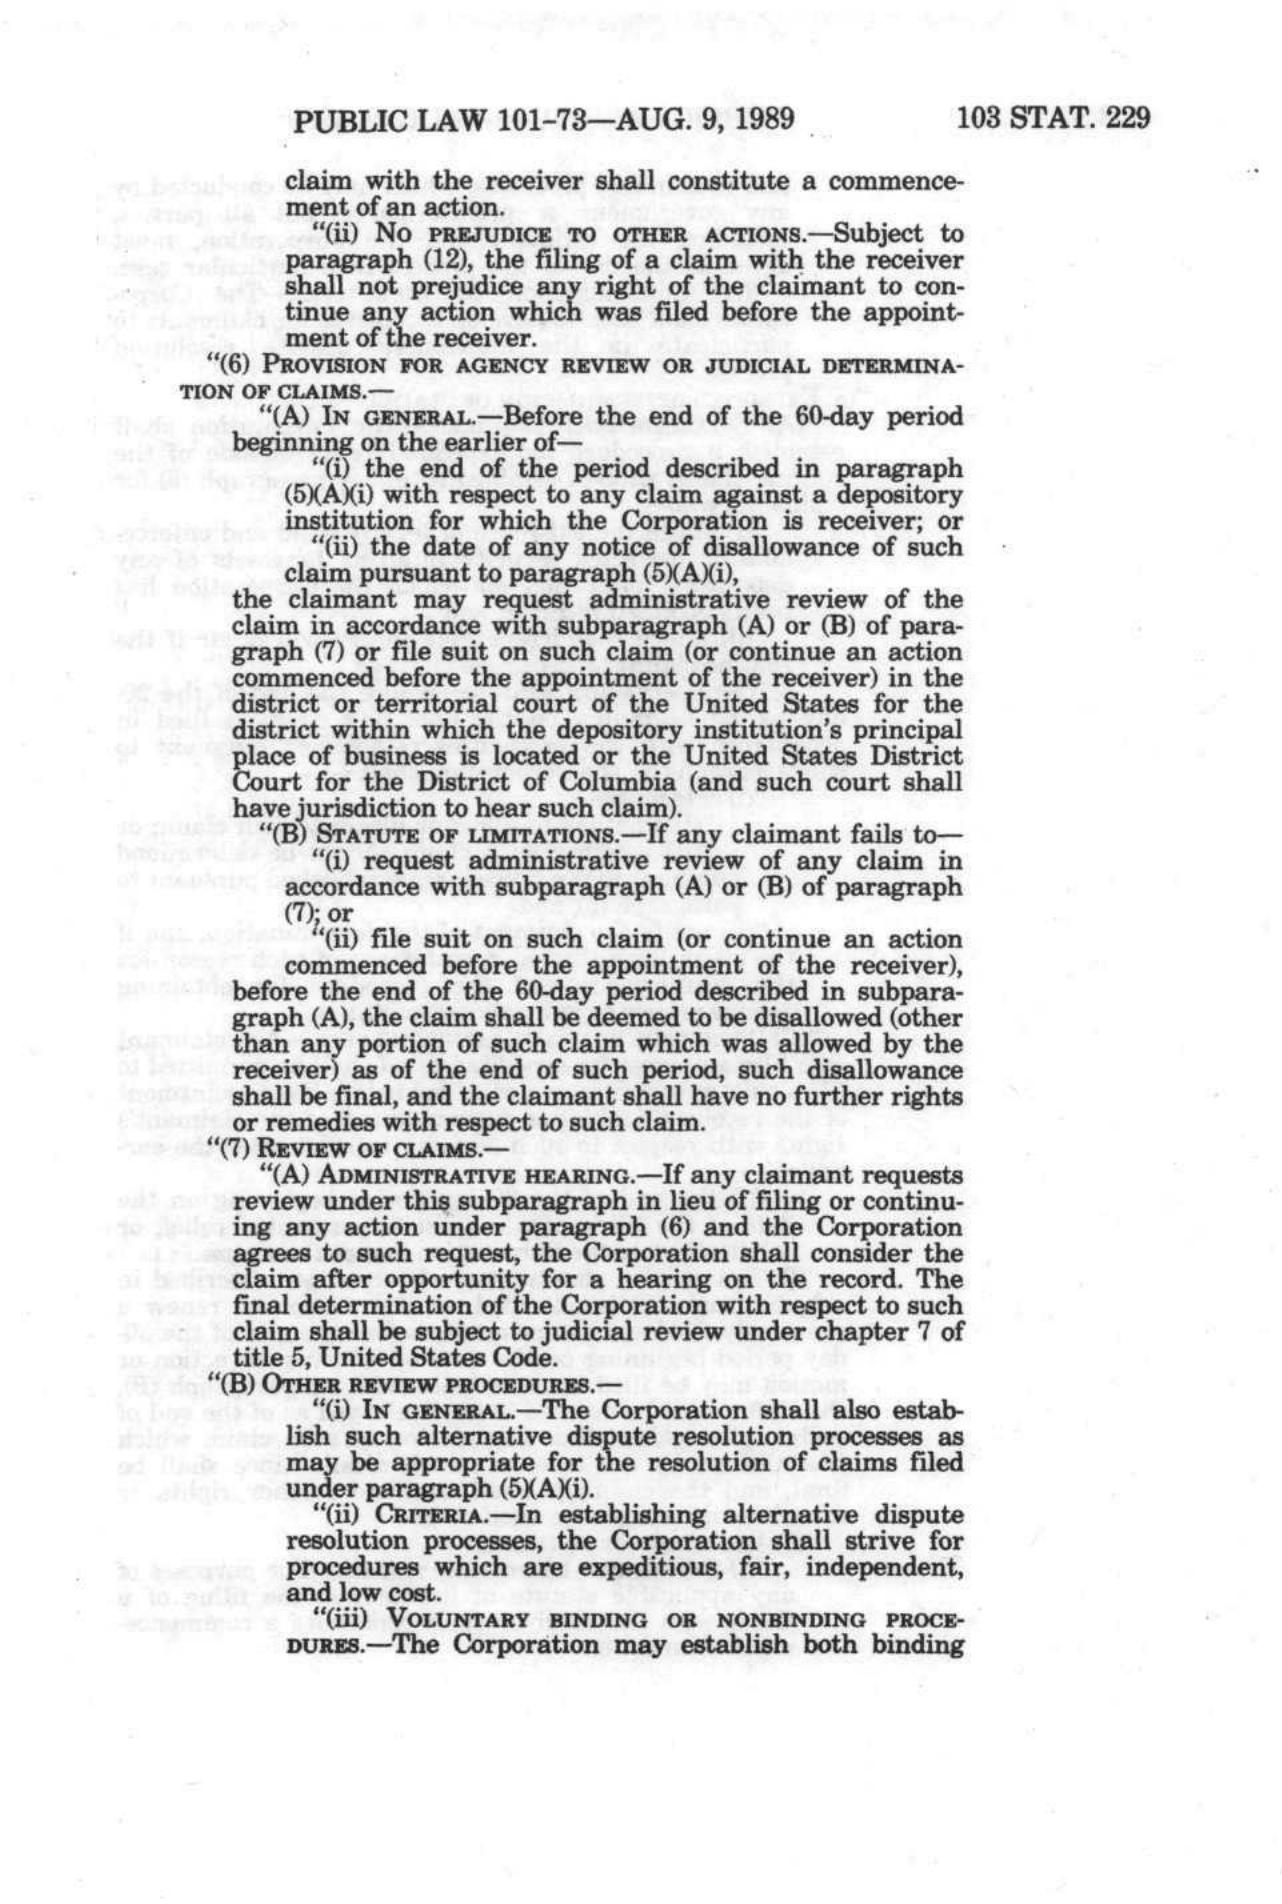 PUBLIC LAW 101-73—AUG. 9, 1989 103 STAT. 229
claim with the receiver shall constitute a commence-
ment of an action.
"(ii) NO PREJUDICE TO OTHER ACTIONS.—Subject to
paragraph (12), the filing of a claim with the receiver
shall not prejudice any right of the claimant to con-
tinue any action which was filed before the appoint-
ment of the receiver.
"(6) PROVISION FOR AGENCY REVIEW OR JUDICIAL DETERMINA-
TION OF CLAIMS.—
"(A) IN GENERAL.—Before the end of the 60-day period
beginning on the earlier of—
"(i) the end of the period described in paragraph
(5)(A)(i) with respect to any claim against a depository
institution for which the Corporation is receiver; or
"(ii) the date of any notice of disallowance of such
claim pursuant to paragraph (5)(A)(i),
the claimant may request administrative review of the
claim in accordance with subparagraph (A) or (B) of para-
graph (7) or file suit on such claim (or continue an action
commenced before the appointment of the receiver) in the
district or territorial court of the United States for the
district within which the depository institution's principal
place of business is located or the United States District
Court for the District of Columbia (and such court shall
have jurisdiction to hear such claim).
"(B) STATUTE OF LIMITATIONS.—If any claimant fails to—
"(i) request administrative review of any claim in
accordance with subparagraph (A) or (B) of paragraph
(7); or
"(ii) file suit on such claim (or continue an action
commenced before the appointment of the receiver),
before the end of the 60-day period described in subpara-
graph (A), the claim shall be deemed to be disallowed (other
than any portion of such claim which was allowed by the
receiver) as of the end of such period, such disallowance
shall be final, and the claimant shall have no further rights
or remedies with respect to such claim.
"(7) REVIEW OF CLAIMS.—
"(A) ADMINISTRATIVE HEARING.—If any claimant requests
review under this subparagraph in lieu of filing or continu-
ing any action under paragraph (6) and the Corporation
agrees to such request, the Corporation shall consider the
claim after opportunity for a hearing on the record. The
final determination of the Corporation with respect to such
claim shall be subject to judicial review under chapter 7 of
title 5, United States Code.
"(B) OTHER REVIEW PROCEDURES.—
"(i) IN GENERAL.—The Corporation shall also estab-
lish such alternative dispute resolution processes as
may be appropriate for the resolution of claims filed
under paragraph (5)(A)(i).
"(ii) CRITERIA.—In establishing alternative dispute
resolution processes, the Corporation shall strive for
procedures which are expeditious, fair, independent,
and low cost.
"(iii) VOLUNTARY BINDING OR NONBINDING PROCE-
DURES.—The Corporation may establish both binding